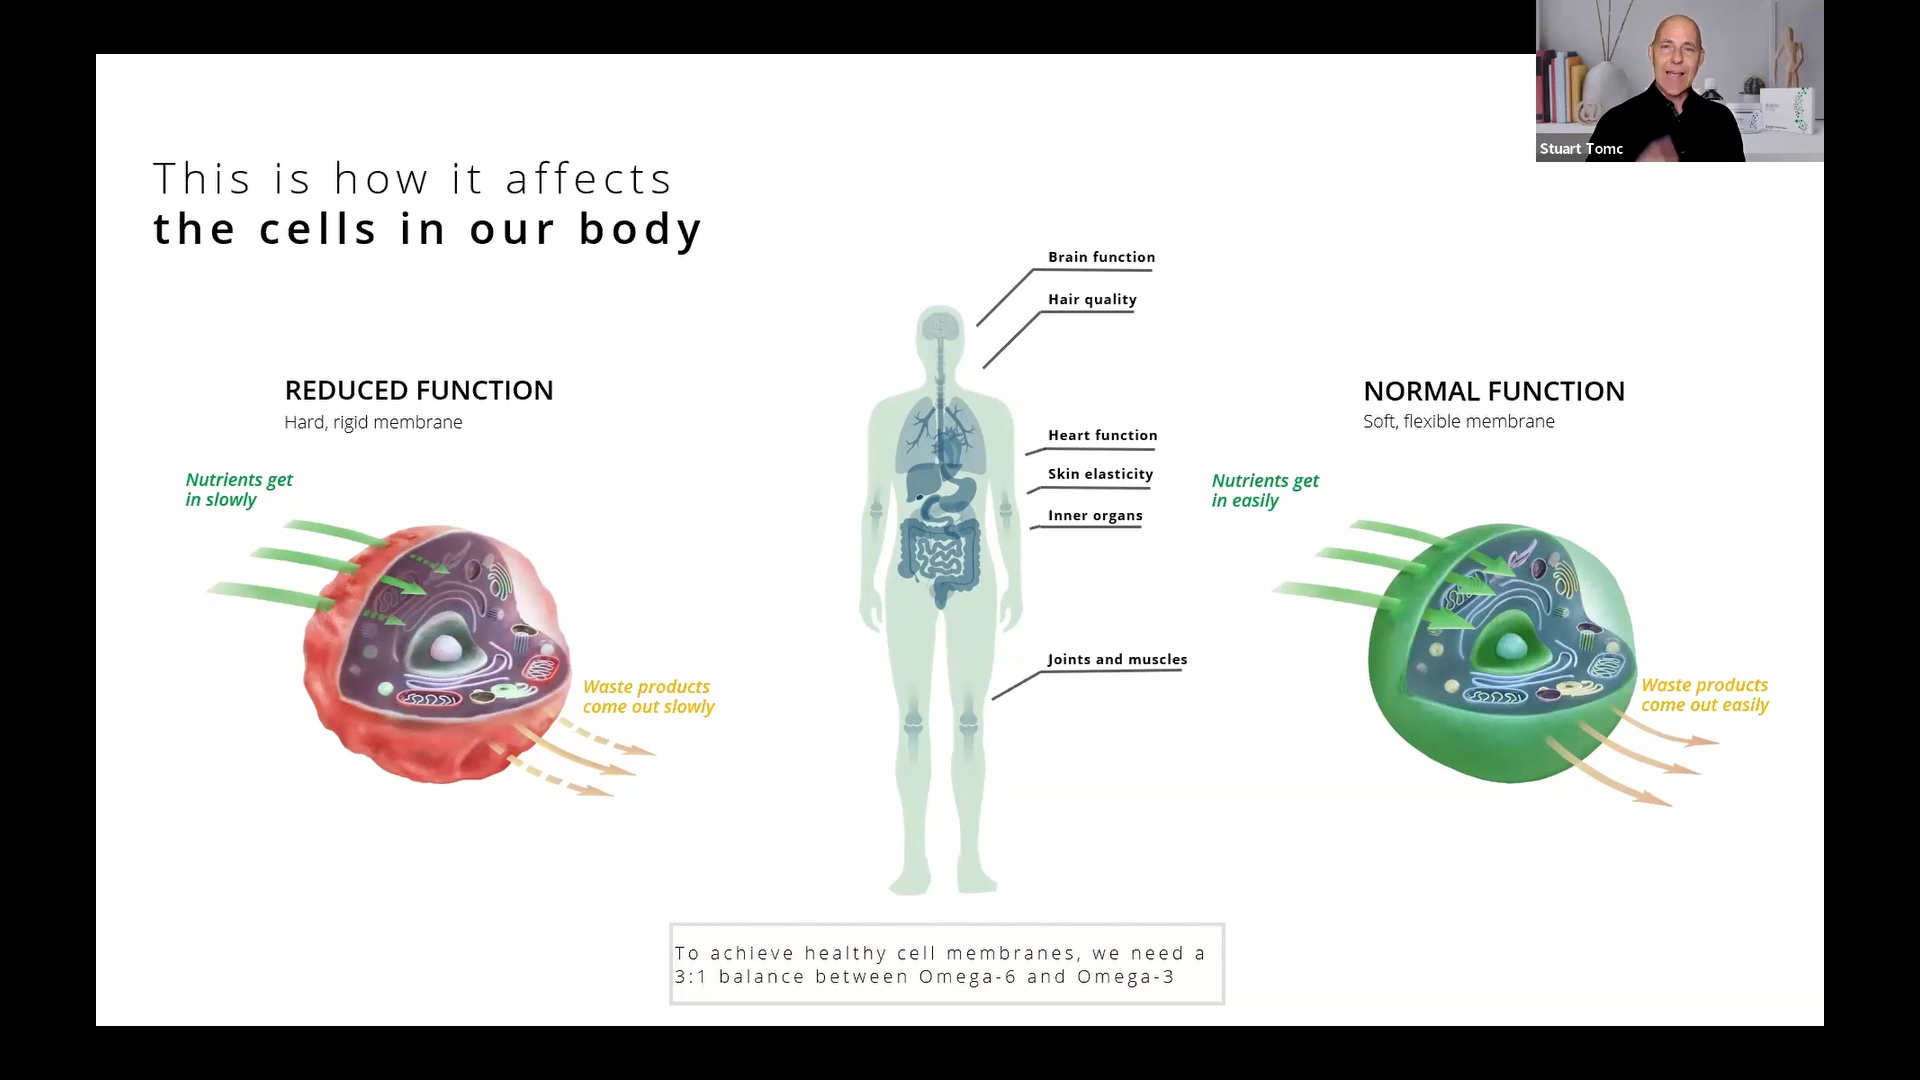 This is how it affects
the cells in our body
Stuart Tomc
Brain function
Hair quality
REDUCED FUNCTION
Hard, rigid membrane
Nutrients get
in slowly
Waste products
come out slowly
Heart function
Skin elasticity
Inner organs
Joints and muscles
NORMAL FUNCTION
Soft, flexible membrane
Nutrients get
in easily
Waste products
come out easily
To achieve healthy cell membranes, we need a
3:1 balance between Omega-6 and Omega-3